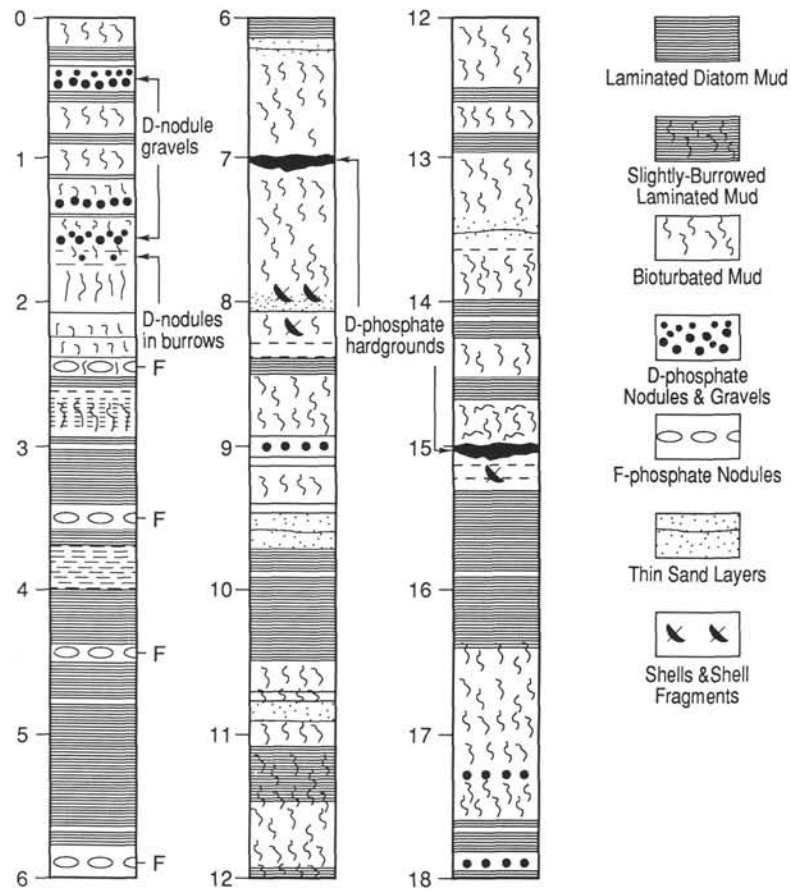 0
1
2
3
4
5
6
D-nodule
gravels
D-nodules
in burrows
F
F
F
F
6
7
8
9
10
11
12
D-phosphate
hardgrounds
12
13
14
15
16
17
18
Laminated Diatom Mud
Slightly-Burrowed
Laminated Mud
Bioturbated Mud
D-phosphate
Nodules & Gravels
F-phosphate Nodules
Thin Sand Layers
Shells &Shell
Fragments